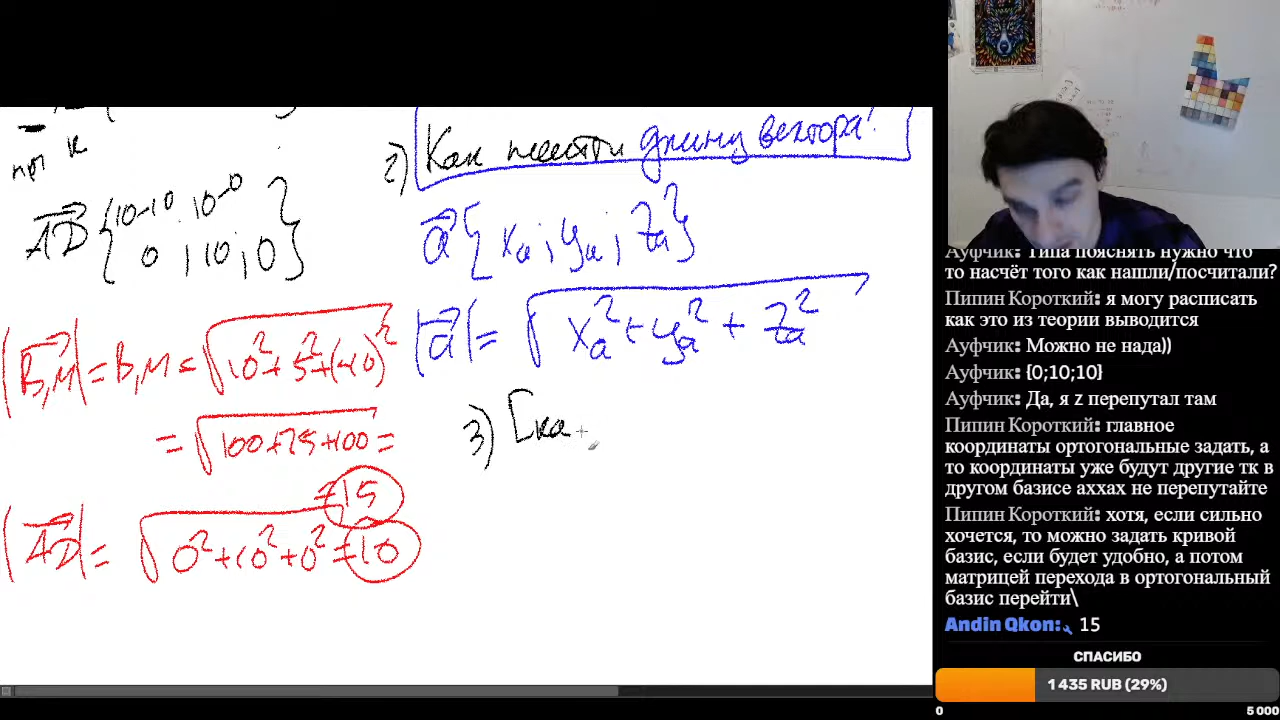 пр к
AD {10-10; 10-0
0; 10; 0}
|B₁M| = B₁M = √10² + 5² + (-10)²
= √100+25+100 =
= 15
|AD| = √0² + 10² + 0² = 10
2) Как найти длину вектора?
a {xₐ; yₐ; zₐ}
|a| = √xₐ² + yₐ² + zₐ²
3) [ка
Ауфчик: Типа пояснять нужно что
то насчёт того как нашли/посчитали?
Пипин Короткий: я могу расписать
как это из теории выводится
Ауфчик: Можно не нада))
Ауфчик: {0;10;10}
Ауфчик: Да, я z перепутал там
Пипин Короткий: главное
координаты ортогональные задать, а
то координаты уже будут другие тк в
другом базисе аххах не перепутайте
Пипин Короткий: хотя, если сильно
хочется, то можно задать кривой
базис, если будет удобно, а потом
матрицей перехода в ортогональный
базис перейти\
Andin Qkon: 15
СПАСИБО
1 435 RUB (29%)
0 5 000